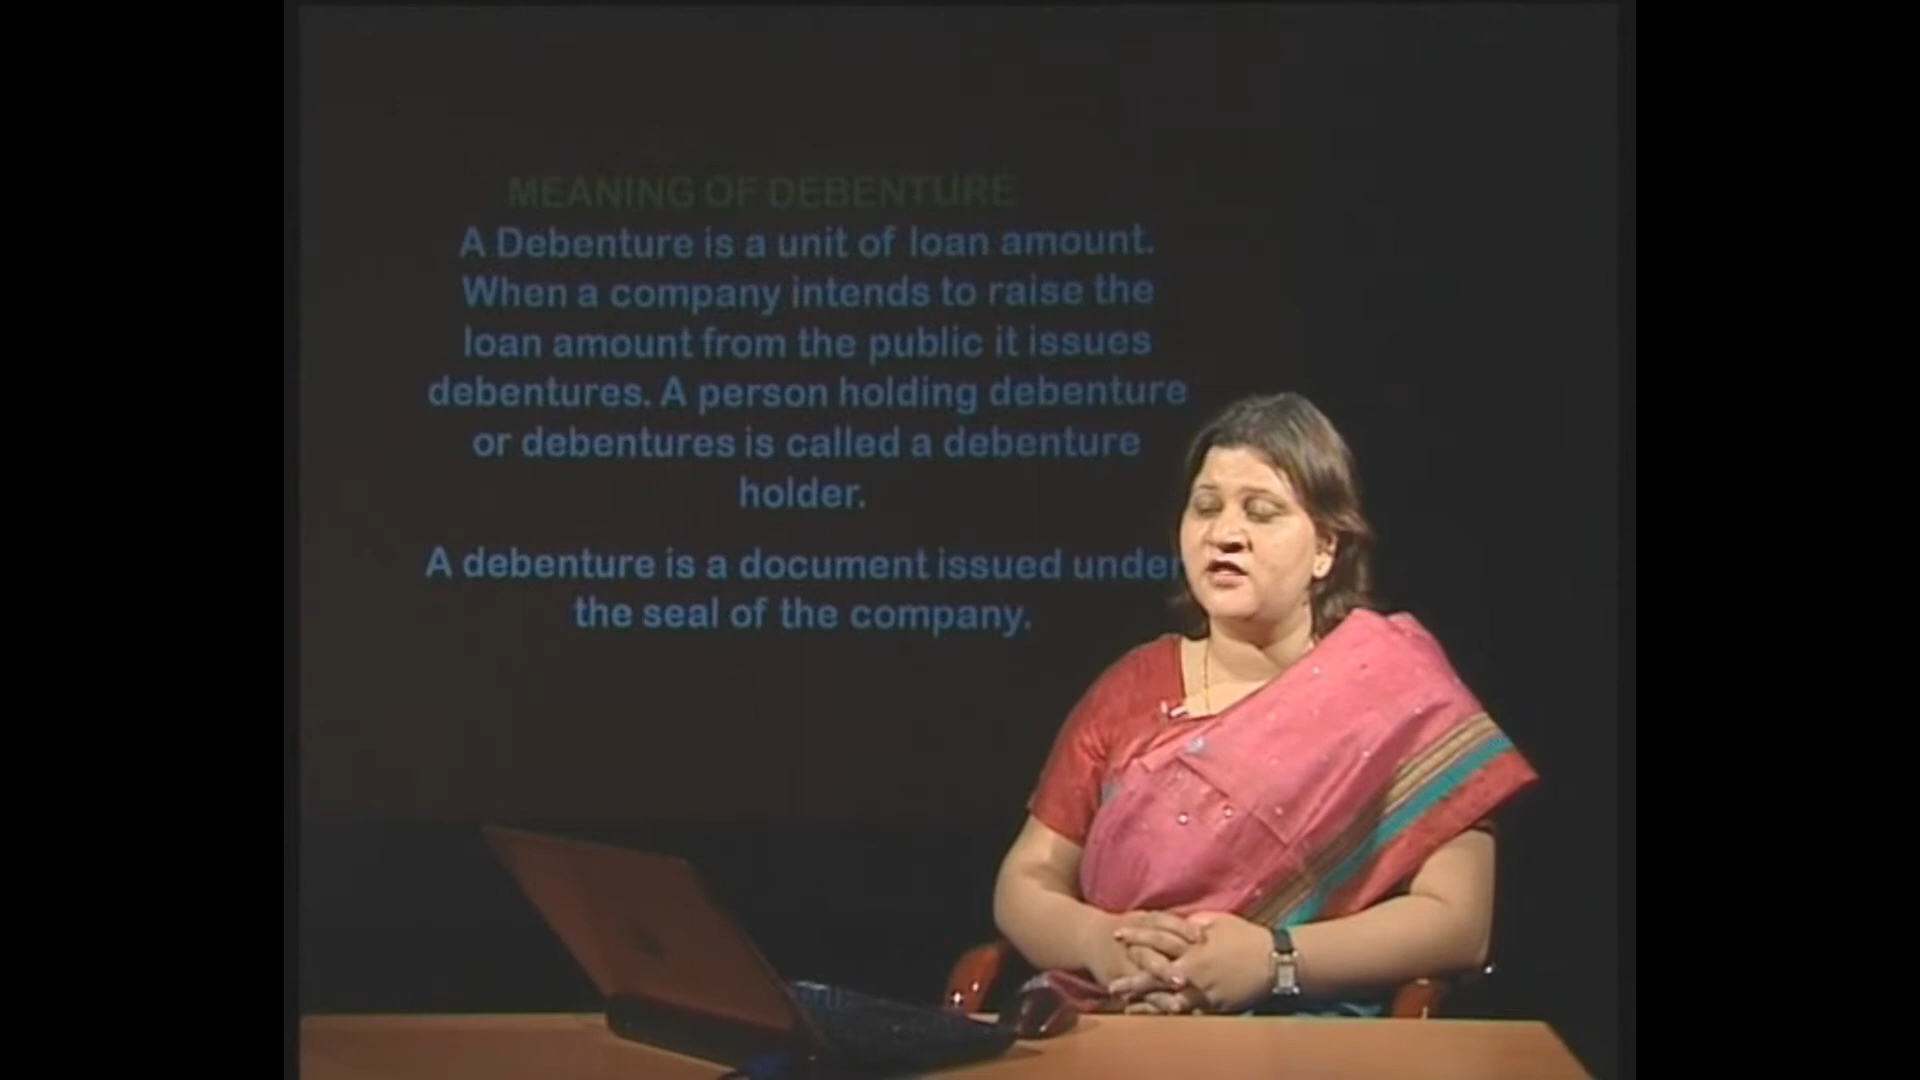 MEANING OF DEBENTURE
A Debenture is a unit of loan amount.
When a company intends to raise the
loan amount from the public it issues
debentures. A person holding debenture
or debentures is called a debenture
holder.
A debenture is a document issued under
the seal of the company.